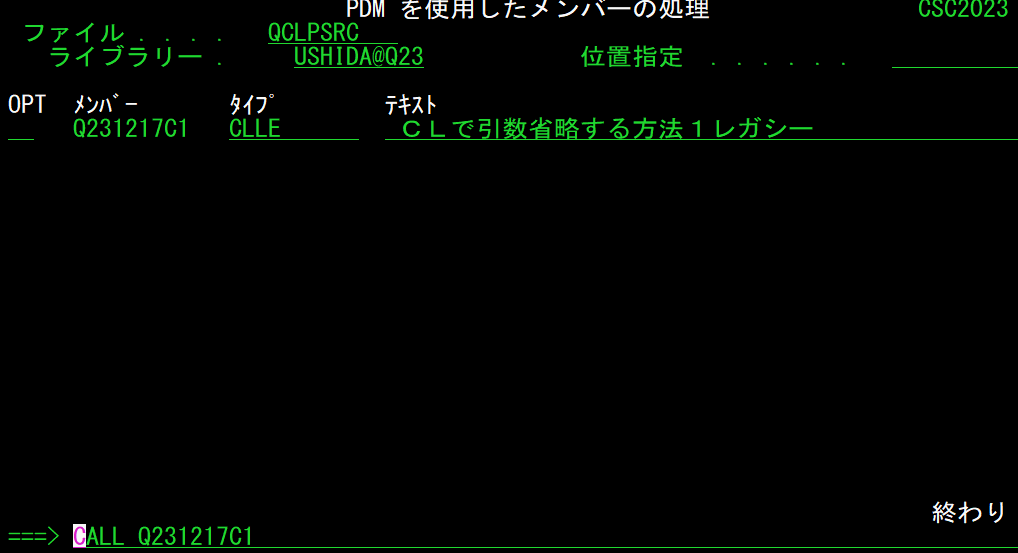 PDM を使用したメンバーの処理 CSC2023
ファイル . . . . QCLPSRC
ライブラリー . USHIDA@Q23 位置指定 . . . . . .
OPT ﾒﾝﾊﾞｰ ﾀｲﾌﾟ ﾃｷｽﾄ
Q231217C1 CLLE ＣＬで引数省略する方法１レガシー
終わり
===> CALL Q231217C1